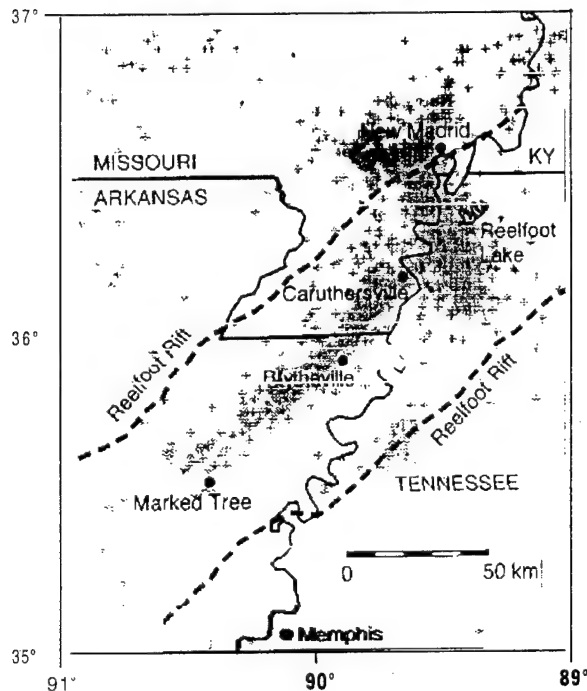 37°
New Madrid
MISSOURI
KY
ARKANSAS
Reelfoot
Lake
Caruthersville
36°
Reelfoot Rift
Blytheville
Reelfoot Rift
TENNESSEE
Marked Tree
0 50 km
Memphis
35°
91° 90° 89°